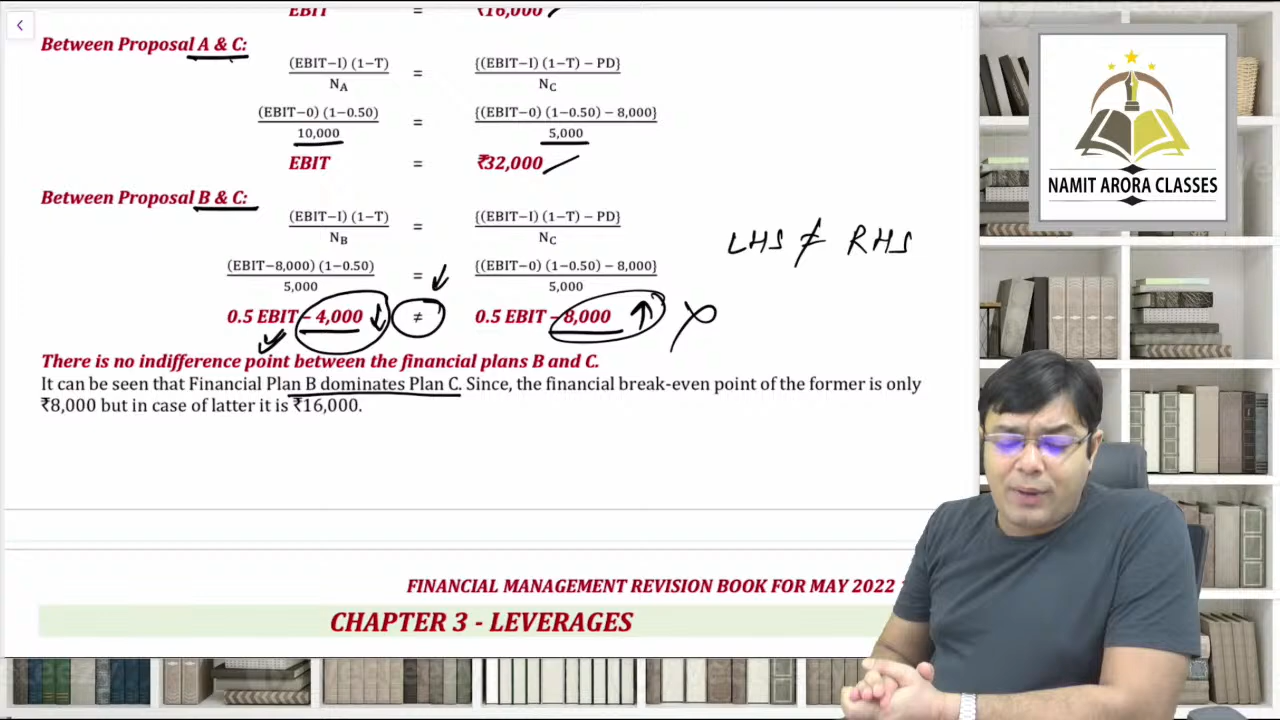 EBIT = ₹16,000
Between Proposal A & C:
(EBIT−I) (1−T) / N_A = {(EBIT−I) (1−T) − PD} / N_C
(EBIT−0) (1−0.50) / 10,000 = {(EBIT−0) (1−0.50) − 8,000} / 5,000
EBIT = ₹32,000
Between Proposal B & C:
(EBIT−I) (1−T) / N_B = {(EBIT−I) (1−T) − PD} / N_C
(EBIT−8,000) (1−0.50) / 5,000 = {(EBIT−0) (1−0.50) − 8,000} / 5,000
0.5 EBIT − 4,000 ≠ 0.5 EBIT − 8,000
LHS ≠ RHS
There is no indifference point between the financial plans B and C.
It can be seen that Financial Plan B dominates Plan C. Since, the financial break-even point of the former is only
₹8,000 but in case of latter it is ₹16,000.
FINANCIAL MANAGEMENT REVISION BOOK FOR MAY 2022
CHAPTER 3 - LEVERAGES
NAMIT ARORA CLASSES